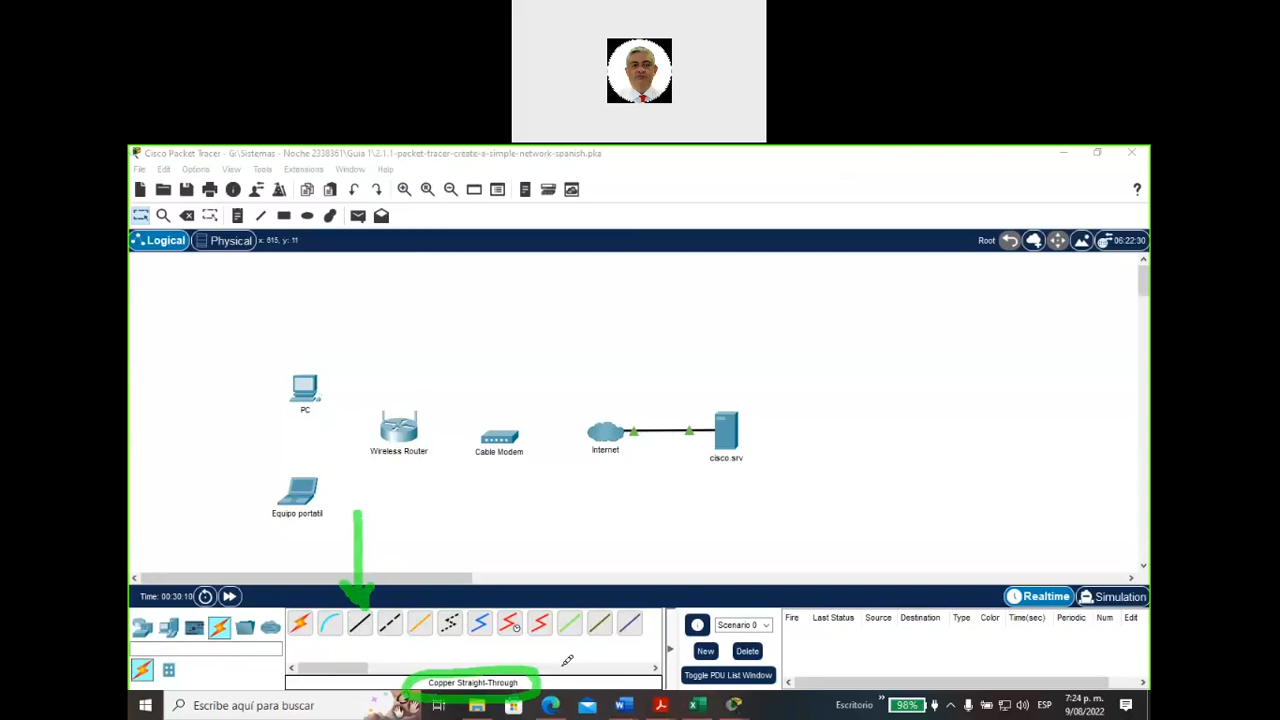 Cisco Packet Tracer - G:\Sistemas - Noche 2338361\Guia 1\2.1.1-packet-tracer-create-a-simple-network-spanish.pka
File Edit Options View Tools Extensions Window Help
?
Logical Physical x: 815, y: 11 Root 06:22:30
PC
Wireless Router
Cable Modem
Internet
cisco.srv
Equipo portatil
Time: 00:30:10 Realtime Simulation
Scenario 0 Fire Last Status Source Destination Type Color Time(sec) Periodic Num Edit
New Delete
Toggle PDU List Window
Copper Straight-Through
Escribe aquí para buscar Escritorio 98% ESP 7:24 p. m.
9/08/2022